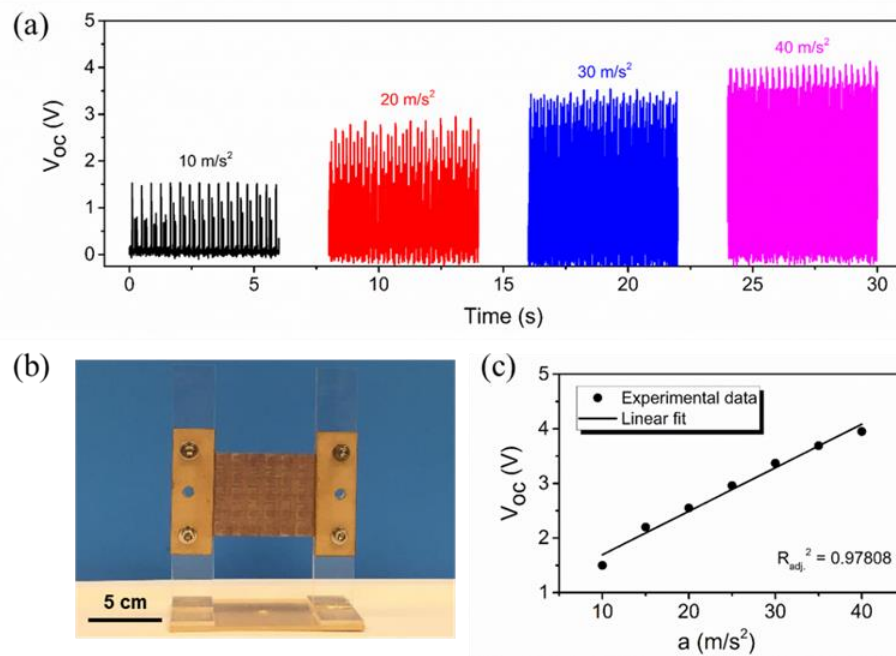 (a)
5
4
3
2
1
0
V_OC (V)
10 m/s²
20 m/s²
30 m/s²
40 m/s²
0 5 10 15 20 25 30
Time (s)
(b)
5 cm
(c)
5
4
3
2
1
V_OC (V)
Experimental data
Linear fit
R_adj.² = 0.97808
10 20 30 40
a (m/s²)